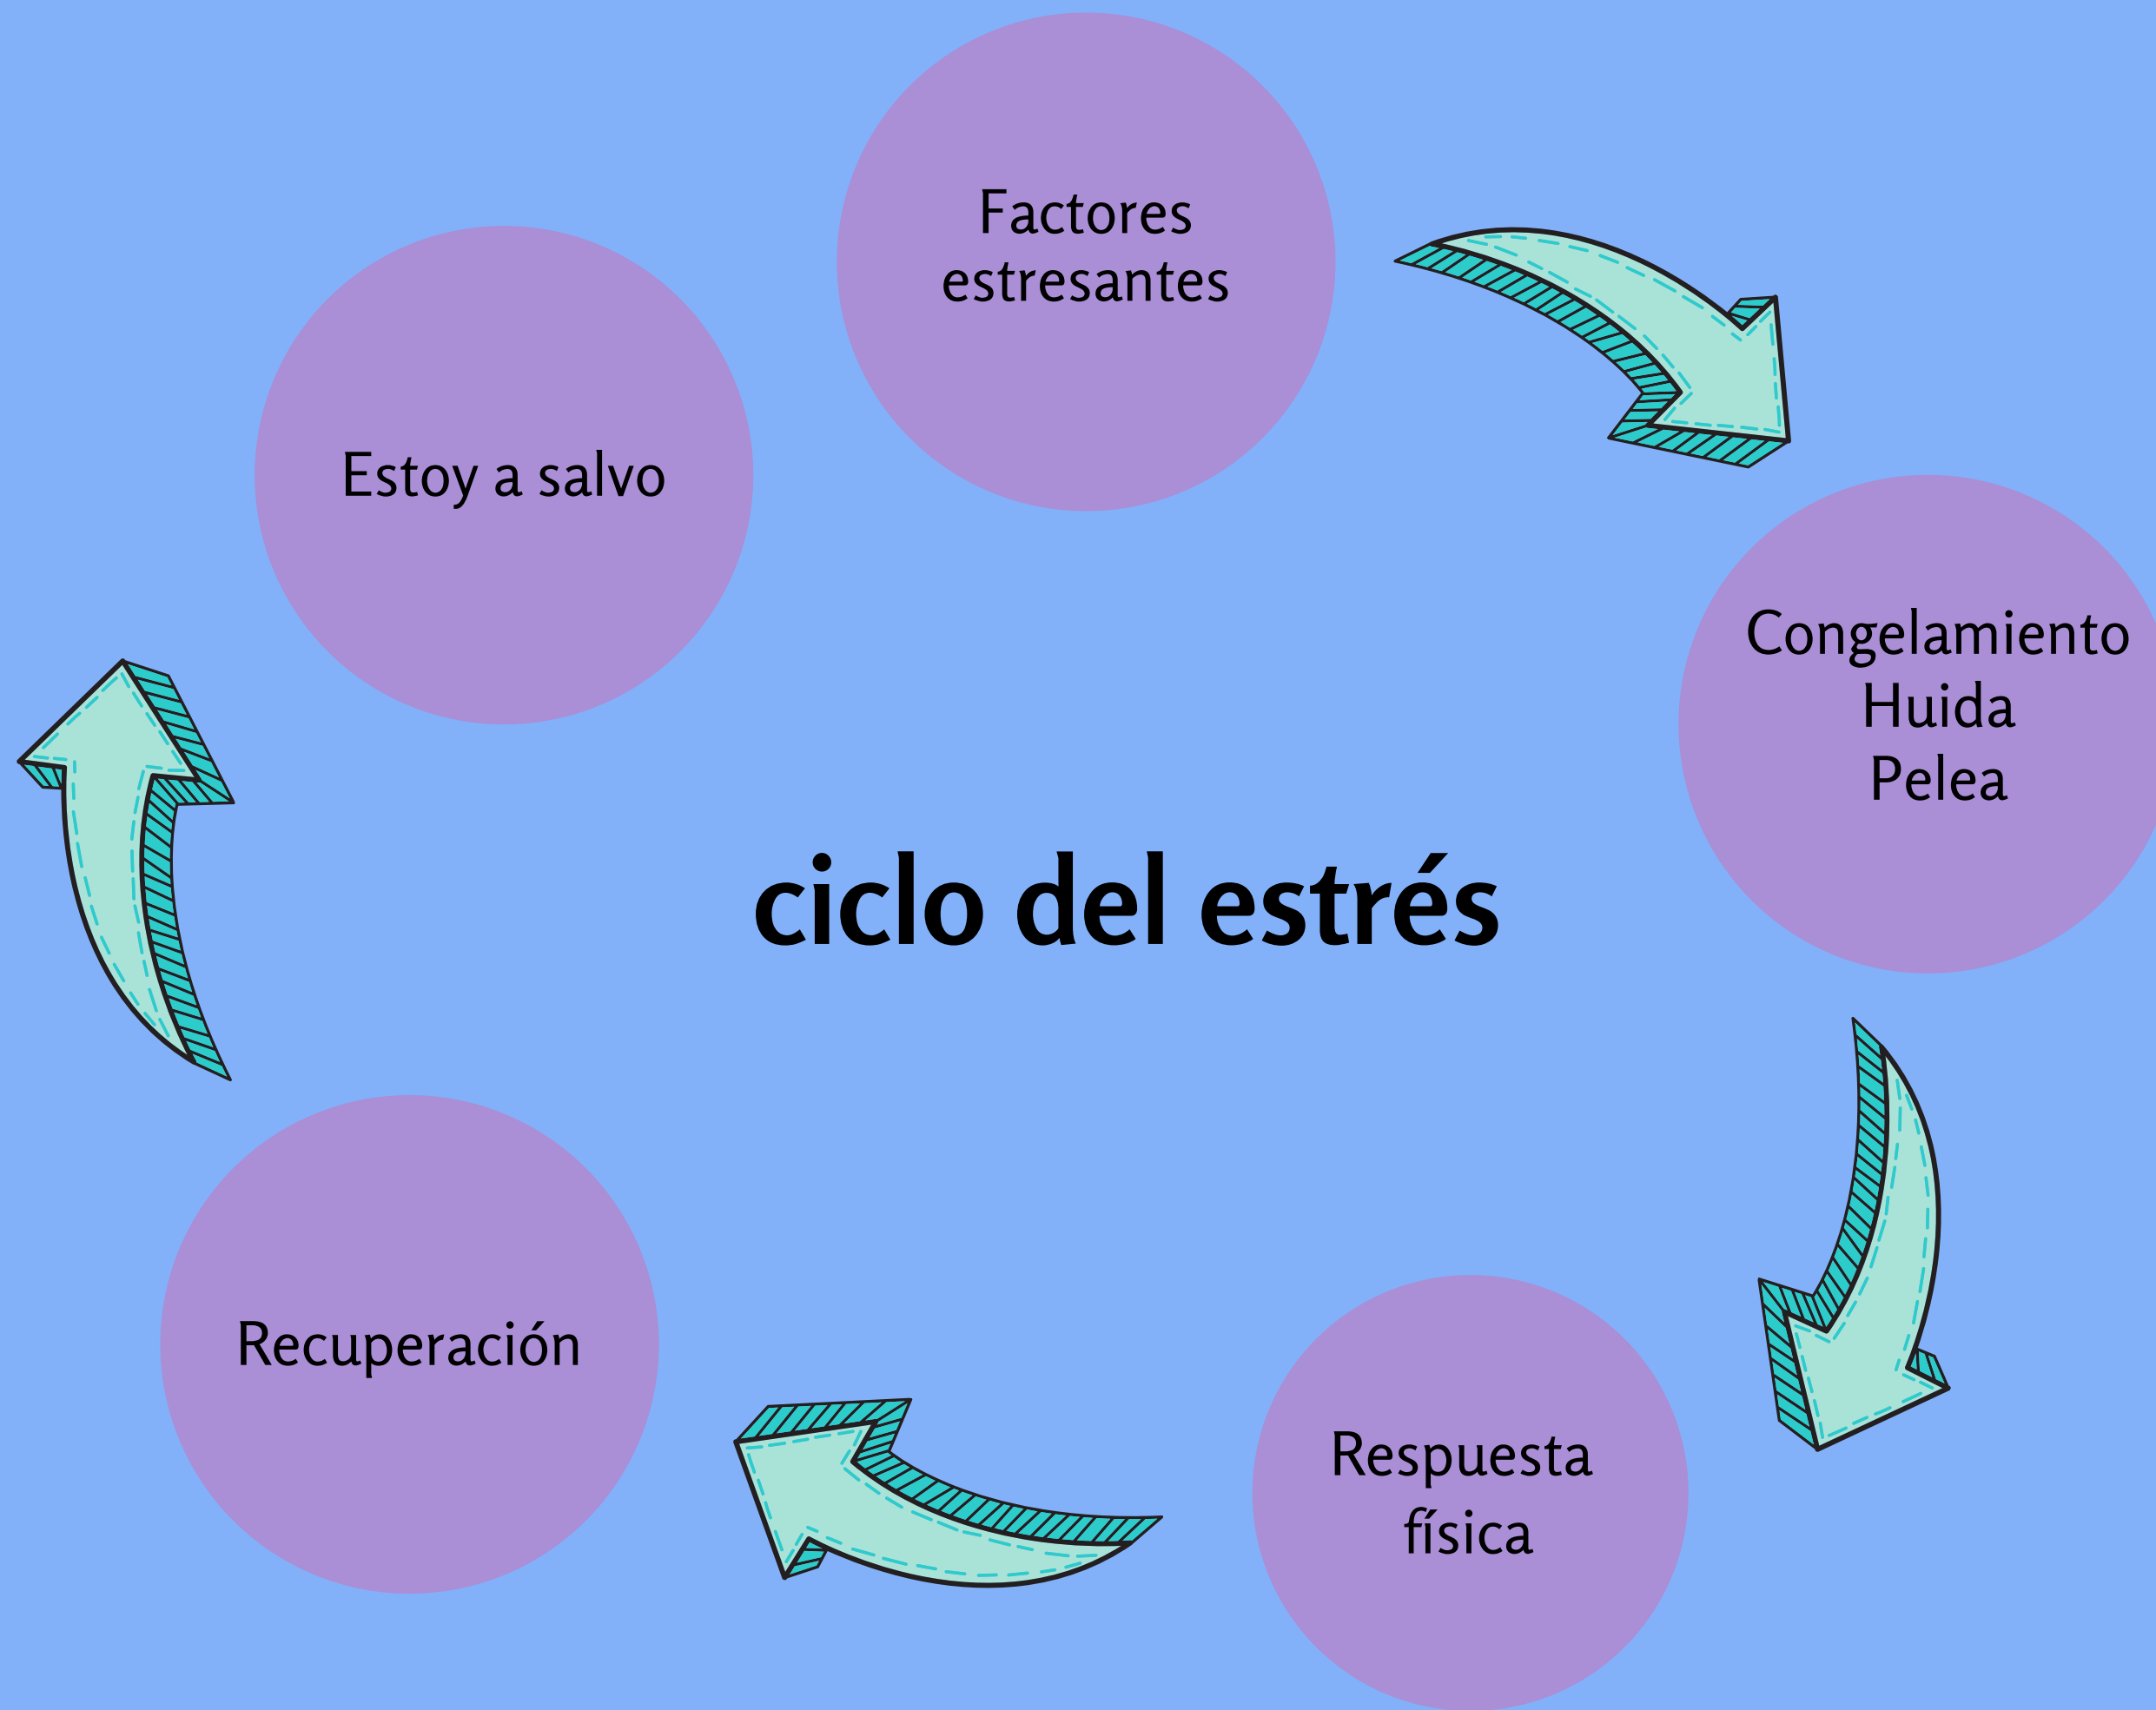 Factores
estresantes
Estoy a salvo
Congelamiento
Huida
Pelea
ciclo del estrés
Recuperación
Respuesta
física